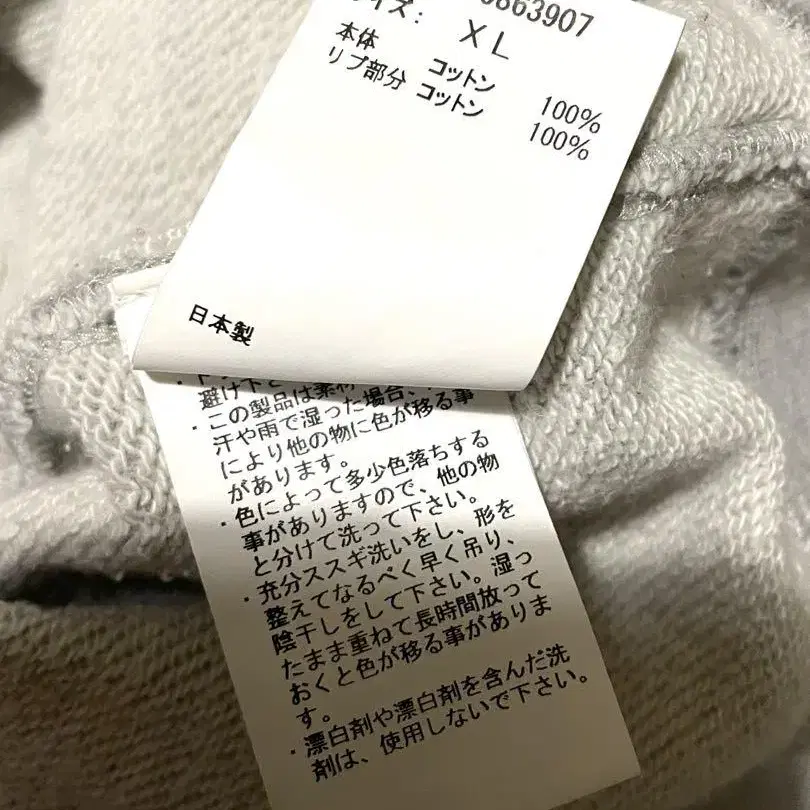 サイズ: XL
本体 コットン 100%
リブ部分 コットン 100%
日本製
避け下
・この製品は素材
汗や雨で湿った場合、
により他の物に色が移る事
があります。
・色によって多少色落ちする
事がありますので、他の物
と分けて洗って下さい。
・充分ススギ洗いをし、形を
整えてなるべく早く吊り、
陰干しをして下さい。湿っ
たまま重ねて長時間放って
おくと色が移る事がありま
す。
・漂白剤や漂白剤を含んだ洗
剤は、使用しないで下さい。